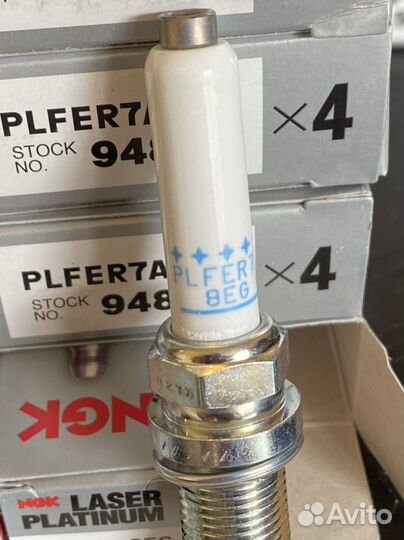 PLFER7A ×4
STOCK NO. 948
PLFER7A ×4
STOCK NO. 948
PLFER7
8EG
NGK
NGK LASER
PLATINUM
Avito